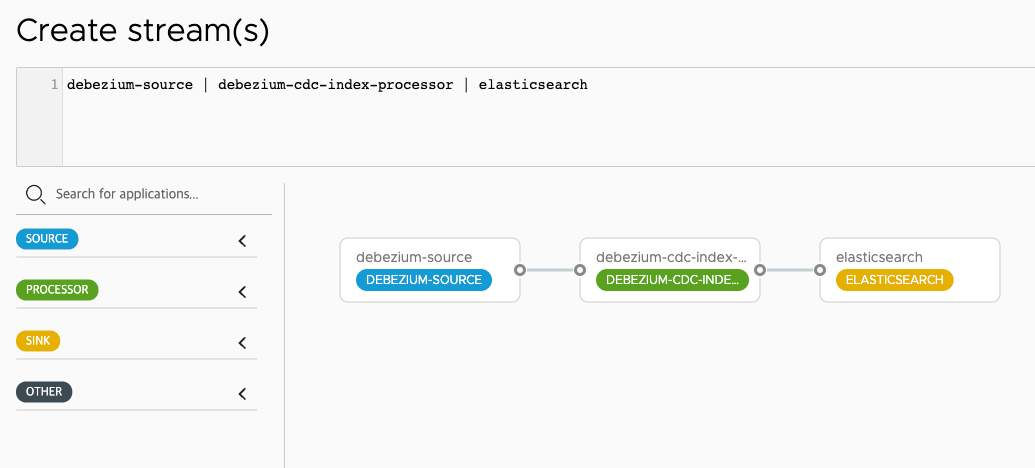 Create stream(s)
1 debezium-source | debezium-cdc-index-processor | elasticsearch
Search for applications...
SOURCE
PROCESSOR
SINK
OTHER
debezium-source
DEBEZIUM-SOURCE
debezium-cdc-index-...
DEBEZIUM-CDC-INDE...
elasticsearch
ELASTICSEARCH